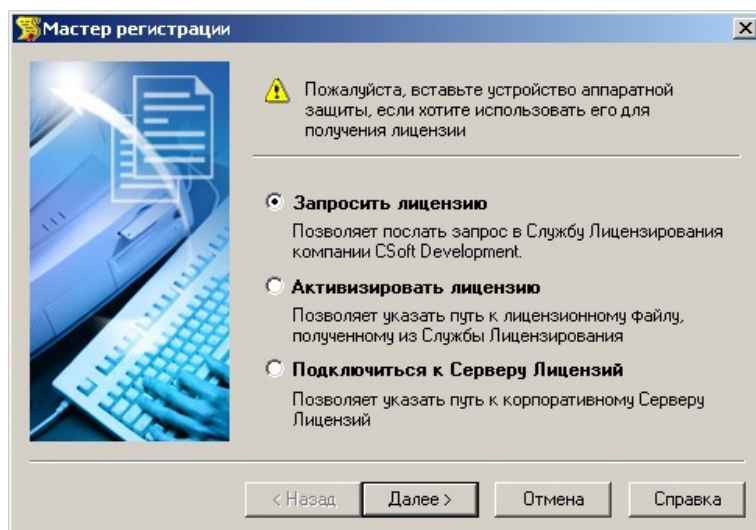 Мастер регистрации
Пожалуйста, вставьте устройство аппаратной
защиты, если хотите использовать его для
получения лицензии
Запросить лицензию
Позволяет послать запрос в Службу Лицензирования
компании CSoft Development.
Активизировать лицензию
Позволяет указать путь к лицензионному файлу,
полученному из Службы Лицензирования
Подключиться к Серверу Лицензий
Позволяет указать путь к корпоративному Серверу
Лицензий
< Назад Далее > Отмена Справка